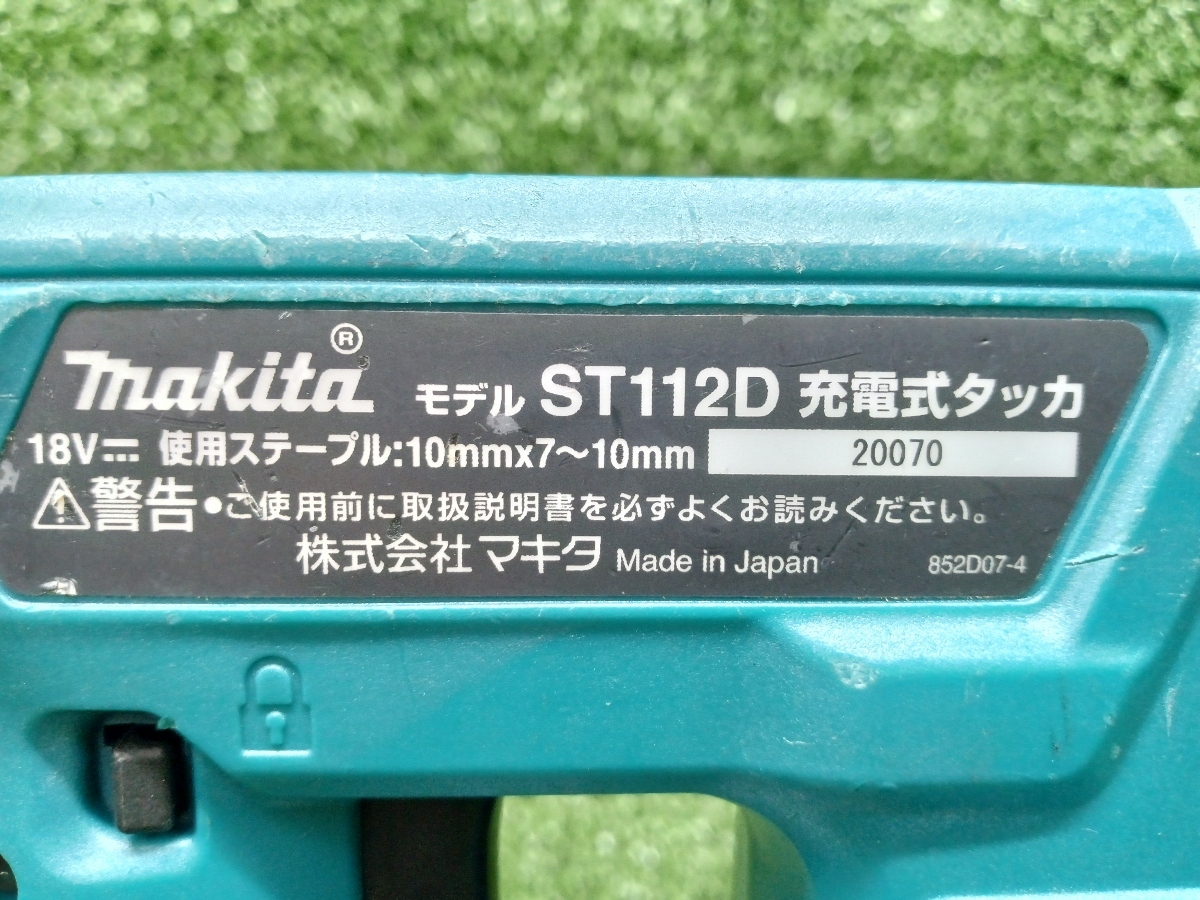 makita® モデル ST112D 充電式タッカ
18V⎓ 使用ステープル:10mmx7～10mm 20070
⚠警告 •ご使用前に取扱説明書を必ずよくお読みください。
株式会社マキタ Made in Japan 852D07-4